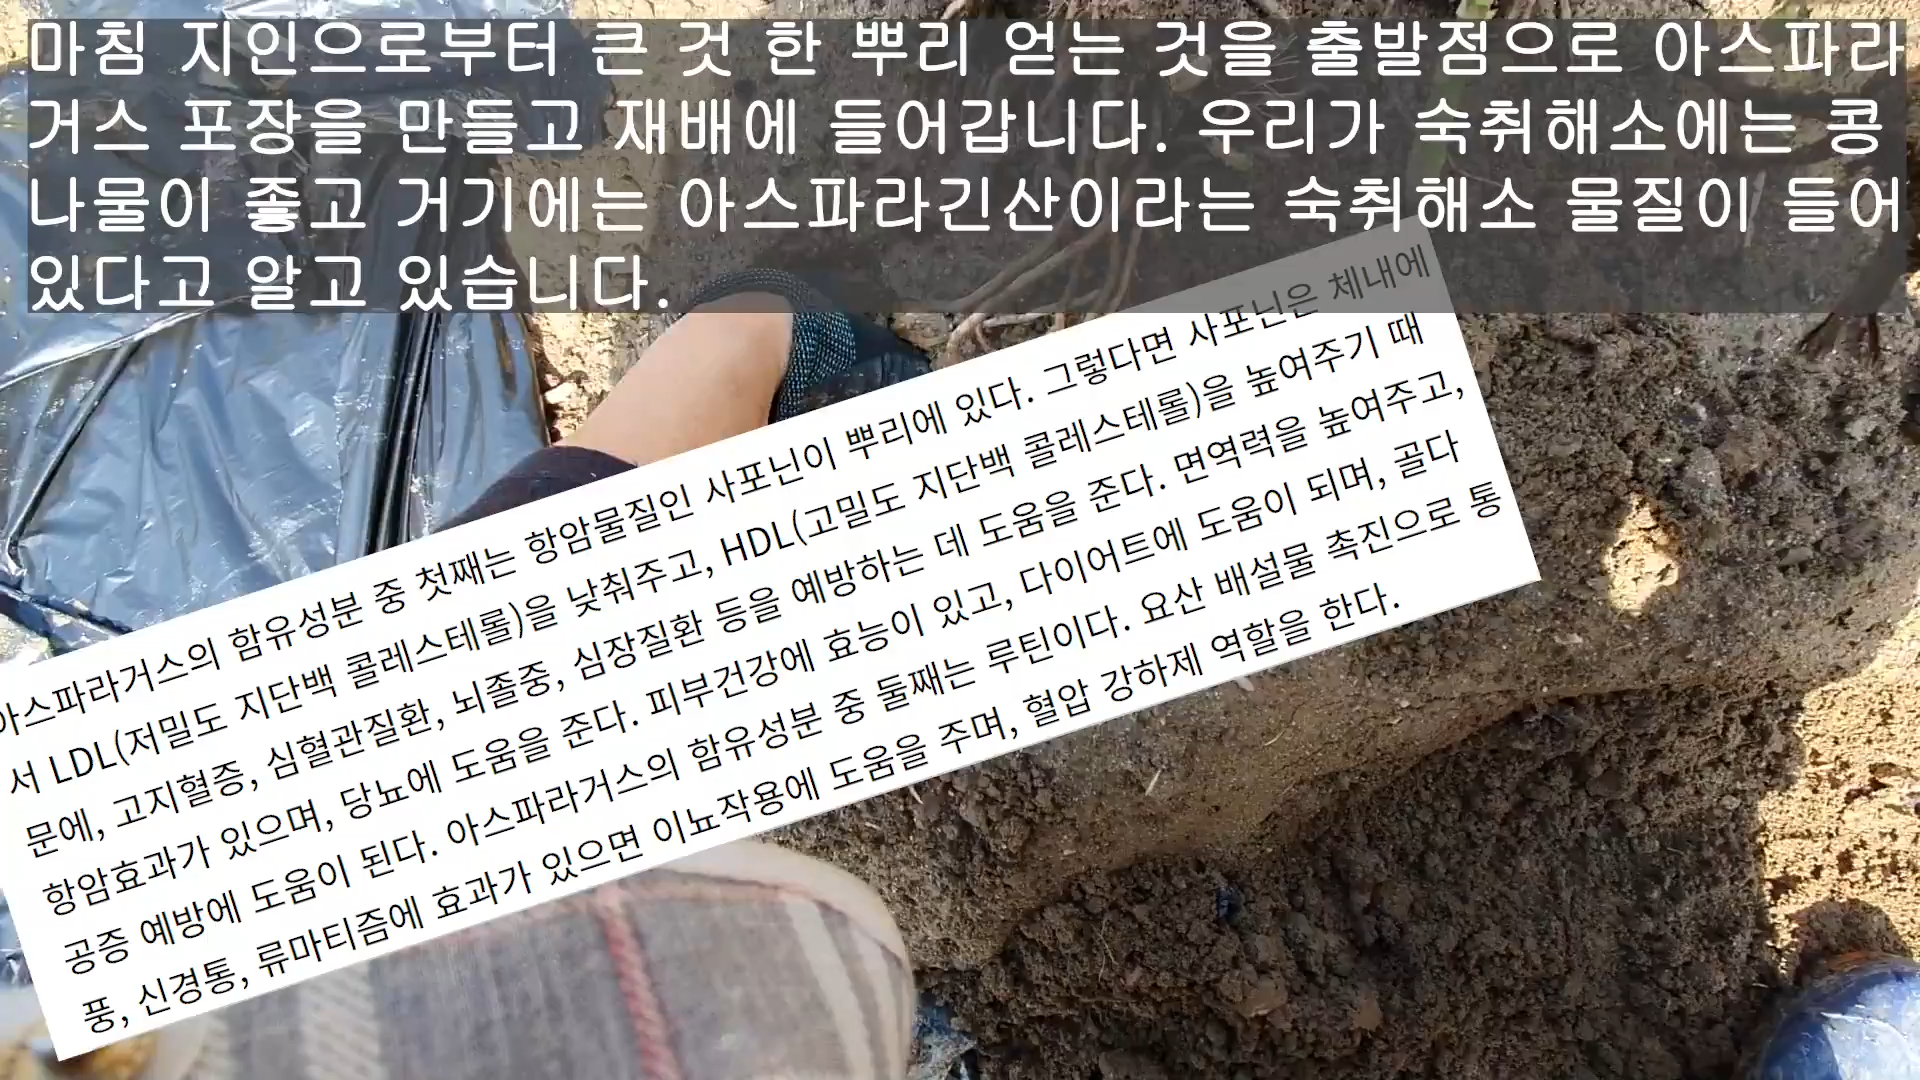 마침 지인으로부터 큰 것 한 뿌리 얻는 것을 출발점으로 아스파라
거스 포장을 만들고 재배에 들어갑니다. 우리가 숙취해소에는 콩
나물이 좋고 거기에는 아스파라긴산이라는 숙취해소 물질이 들어
있다고 알고 있습니다.
아스파라거스의 함유성분 중 첫째는 항암물질인 사포닌이 뿌리에 있다. 그렇다면 사포닌은 체내에
서 LDL(저밀도 지단백 콜레스테롤)을 낮춰주고, HDL(고밀도 지단백 콜레스테롤)을 높여주기 때
문에, 고지혈증, 심혈관질환, 뇌졸중, 심장질환 등을 예방하는 데 도움을 준다. 면역력을 높여주고,
항암효과가 있으며, 당뇨에 도움을 준다. 피부건강에 효능이 있고, 다이어트에 도움이 되며, 골다
공증 예방에 도움이 된다. 아스파라거스의 함유성분 중 둘째는 루틴이다. 요산 배설물 촉진으로 통
풍, 신경통, 류마티즘에 효과가 있으면 이뇨작용에 도움을 주며, 혈압 강하제 역할을 한다.